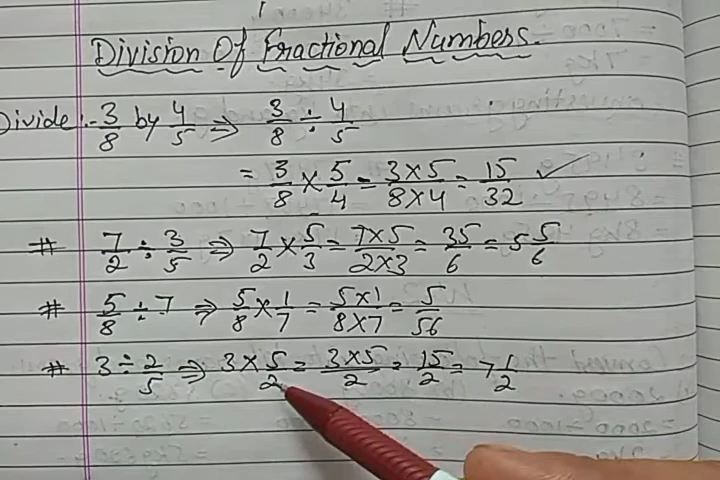 Division Of Fractional Numbers.
Divide:- 3/8 by 4/5 ⇒ 3/8 ÷ 4/5
= 3/8 × 5/4 = 3×5/8×4 = 15/32 ✓
# 7/2 ÷ 3/5 ⇒ 7/2 × 5/3 = 7×5/2×3 = 35/6 = 5 5/6
# 5/8 ÷ 7 ⇒ 5/8 × 1/7 = 5×1/8×7 = 5/56
# 3 ÷ 2/5 ⇒ 3 × 5/2 = 3×5/2 = 15/2 = 7 1/2